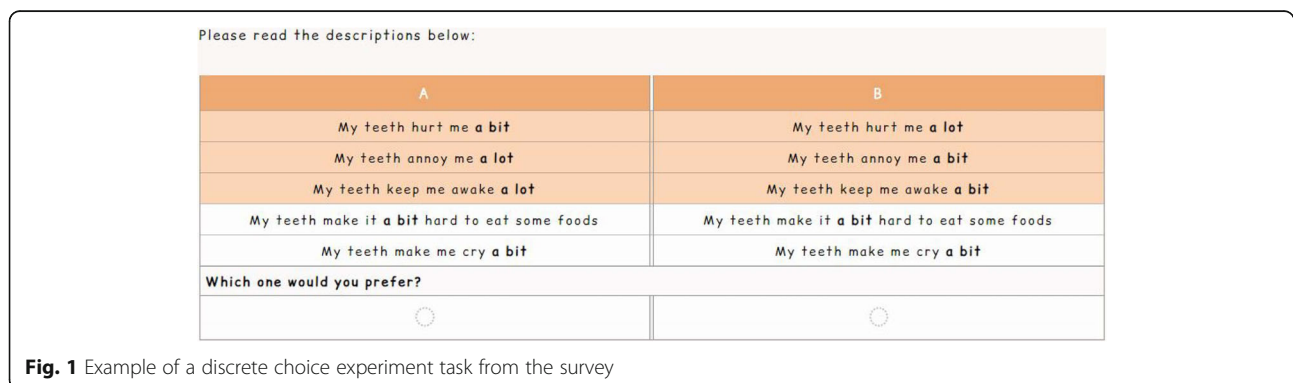 Please read the descriptions below:
A
B
My teeth hurt me a bit
My teeth hurt me a lot
My teeth annoy me a lot
My teeth annoy me a bit
My teeth keep me awake a lot
My teeth keep me awake a bit
My teeth make it a bit hard to eat some foods
My teeth make it a bit hard to eat some foods
My teeth make me cry a bit
My teeth make me cry a bit
Which one would you prefer?
Fig. 1 Example of a discrete choice experiment task from the survey